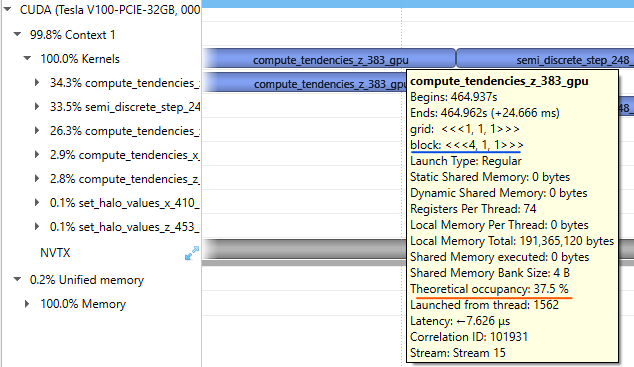 CUDA (Tesla V100-PCIE-32GB, 000
99.8% Context 1
100.0% Kernels
34.3% compute_tendencies_
33.5% semi_discrete_step_24
26.3% compute_tendencies_
2.9% compute_tendencies_x_
2.8% compute_tendencies_z_
0.1% set_halo_values_x_410_
0.1% set_halo_values_z_453_
NVTX
0.2% Unified memory
100.0% Memory
compute_tendencies_z_383_gpu
semi_discrete_step_248_
compute_tendencies_z_383_gpu
48_
compute_tendencies_z_383_gpu
Begins: 464.937s
Ends: 464.962s (+24.666 ms)
grid: <<<1, 1, 1>>>
block: <<<4, 1, 1>>>
Launch Type: Regular
Static Shared Memory: 0 bytes
Dynamic Shared Memory: 0 bytes
Registers Per Thread: 74
Local Memory Per Thread: 0 bytes
Local Memory Total: 191,365,120 bytes
Shared Memory executed: 0 bytes
Shared Memory Bank Size: 4 B
Theoretical occupancy: 37.5 %
Launched from thread: 1562
Latency: ←7.626 μs
Correlation ID: 101931
Stream: Stream 15